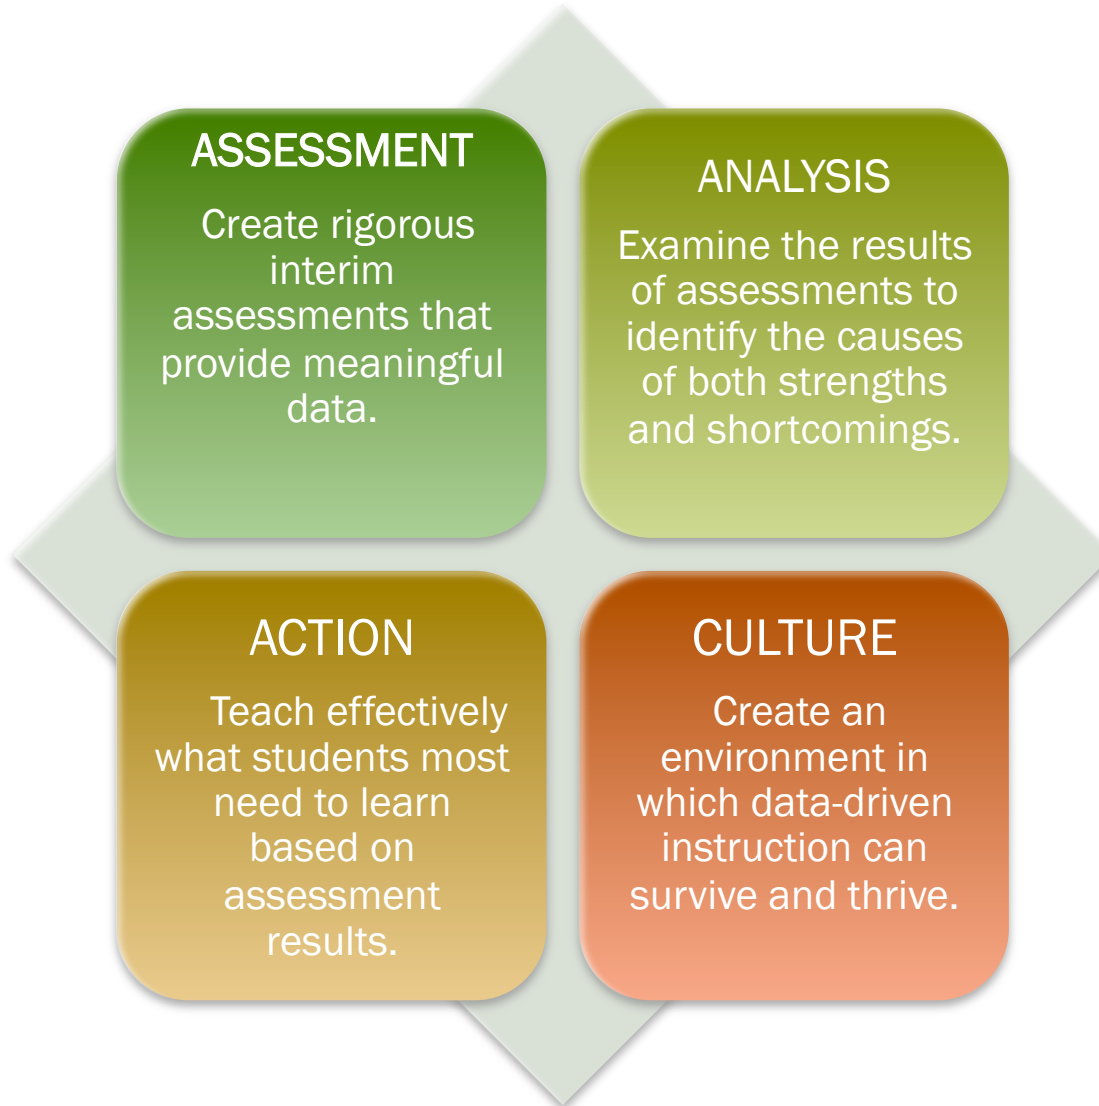 ASSESSMENT
Create rigorous
interim
assessments that
provide meaningful
data.
ANALYSIS
Examine the results
of assessments to
identify the causes
of both strengths
and shortcomings.
ACTION
Teach effectively
what students most
need to learn
based on
assessment
results.
CULTURE
Create an
environment in
which data-driven
instruction can
survive and thrive.